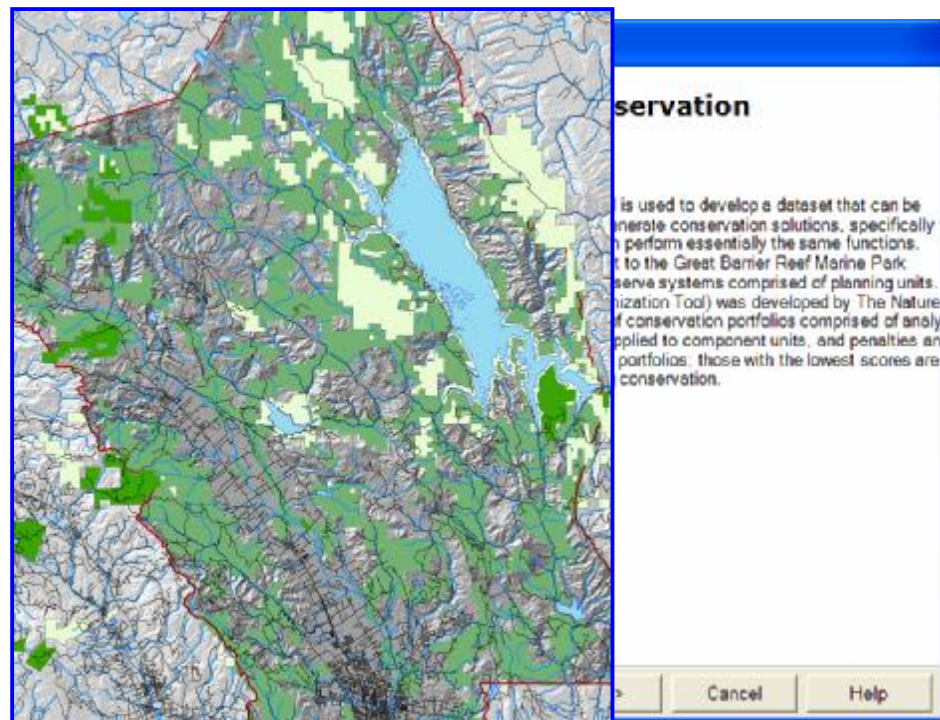 servation
is used to develop a dataset that can be
nerate conservation solutions, specifically
n perform essentially the same functions.
t to the Great Barrier Reef Marine Park
serve systems comprised of planning units.
nization Tool) was developed by The Nature
f conservation portfolios comprised of analy
pplied to component units, and penalties an
portfolios: those with the lowest scores are
conservation.
> Cancel Help